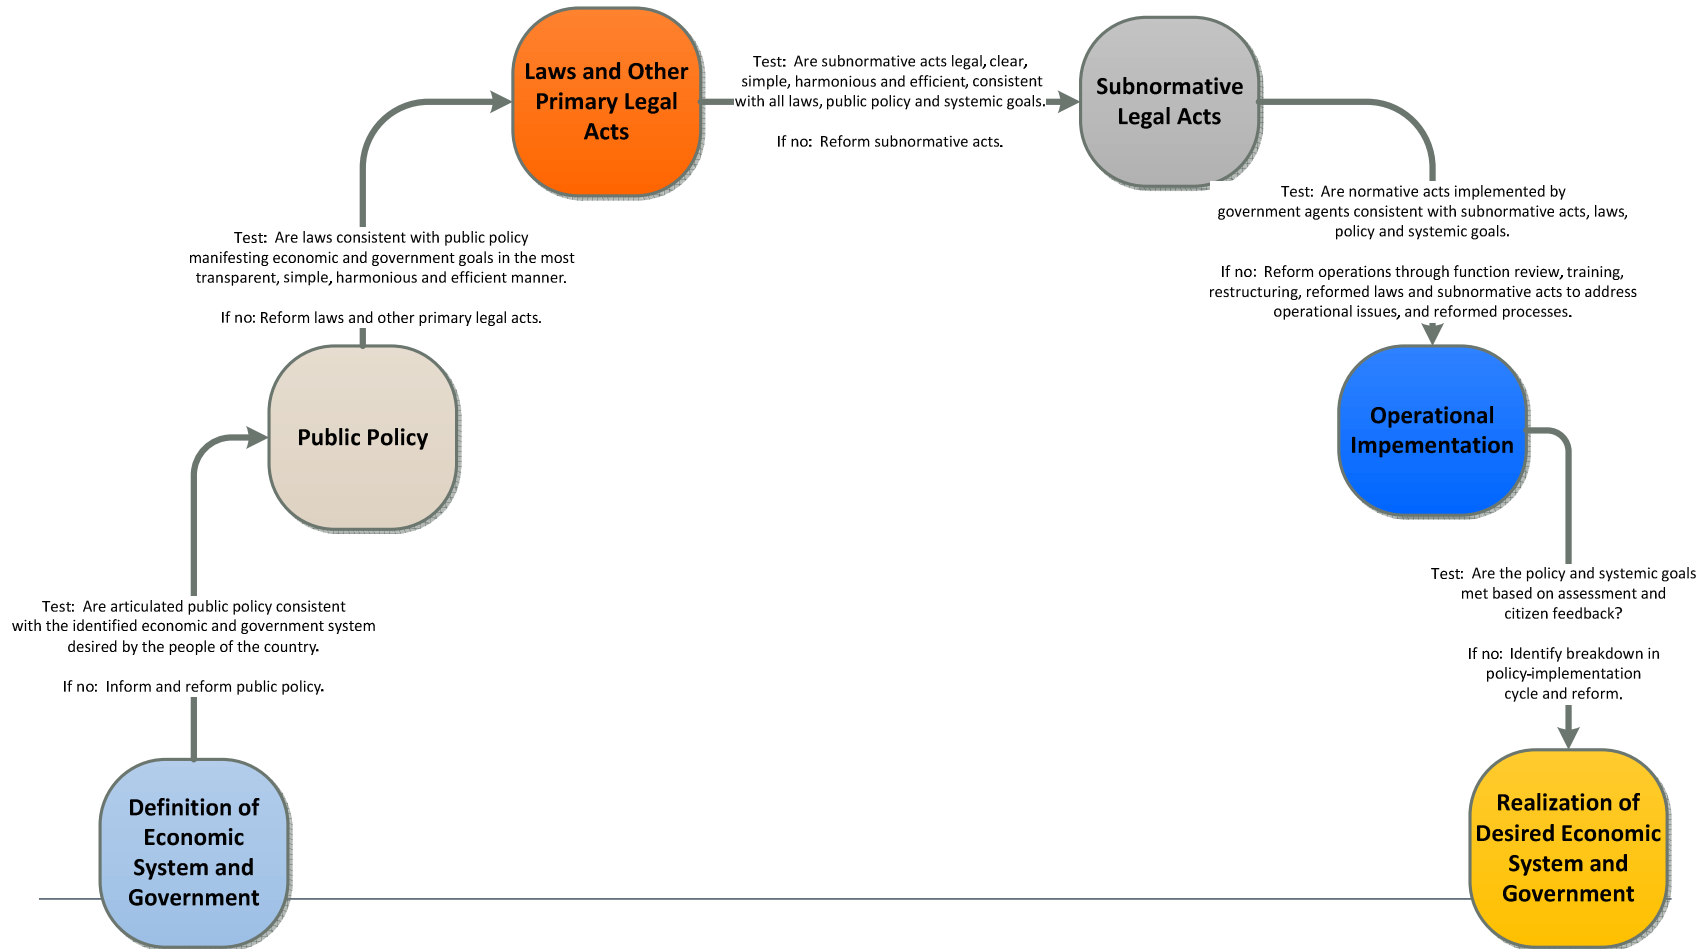 Laws and Other
Primary Legal
Acts
Test:  Are subnormative acts legal, clear,
simple, harmonious and efficient, consistent
with all laws, public policy and systemic goals.
If no:  Reform subnormative acts.
Subnormative
Legal Acts
Test:  Are normative acts implemented by
government agents consistent with subnormative acts, laws,
policy and systemic goals.
If no:  Reform operations through function review, training,
restructuring, reformed laws and subnormative acts to address
operational issues, and reformed processes.
Test:  Are laws consistent with public policy
manifesting economic and government goals in the most
transparent, simple, harmonious and efficient manner.
If no: Reform laws and other primary legal acts.
Public Policy
Operational
Impementation
Test:  Are articulated public policy consistent
with the identified economic and government system
desired by the people of the country.
If no:  Inform and reform public policy.
Test:  Are the policy and systemic goals
met based on assessment and
citizen feedback?
If no:  Identify breakdown in
policy-implementation
cycle and reform.
Definition of
Economic
System and
Government
Realization of
Desired Economic
System and
Government